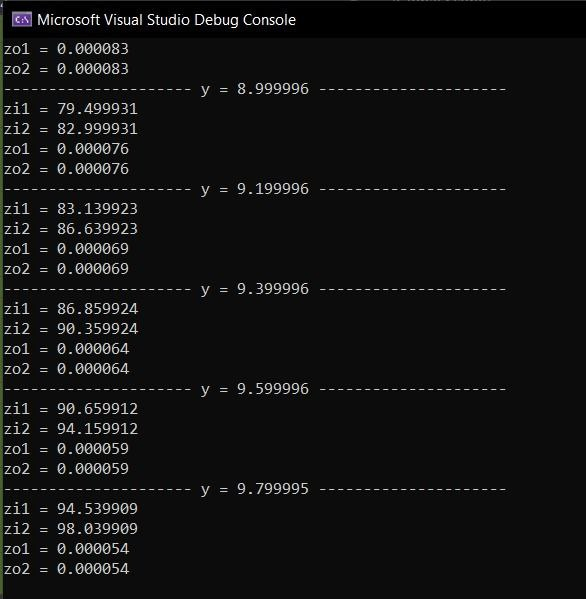 C:\ Microsoft Visual Studio Debug Console
zo1 = 0.000083
zo2 = 0.000083
--------------------- y = 8.999996 ---------------------
zi1 = 79.499931
zi2 = 82.999931
zo1 = 0.000076
zo2 = 0.000076
--------------------- y = 9.199996 ---------------------
zi1 = 83.139923
zi2 = 86.639923
zo1 = 0.000069
zo2 = 0.000069
--------------------- y = 9.399996 ---------------------
zi1 = 86.859924
zi2 = 90.359924
zo1 = 0.000064
zo2 = 0.000064
--------------------- y = 9.599996 ---------------------
zi1 = 90.659912
zi2 = 94.159912
zo1 = 0.000059
zo2 = 0.000059
--------------------- y = 9.799995 ---------------------
zi1 = 94.539909
zi2 = 98.039909
zo1 = 0.000054
zo2 = 0.000054